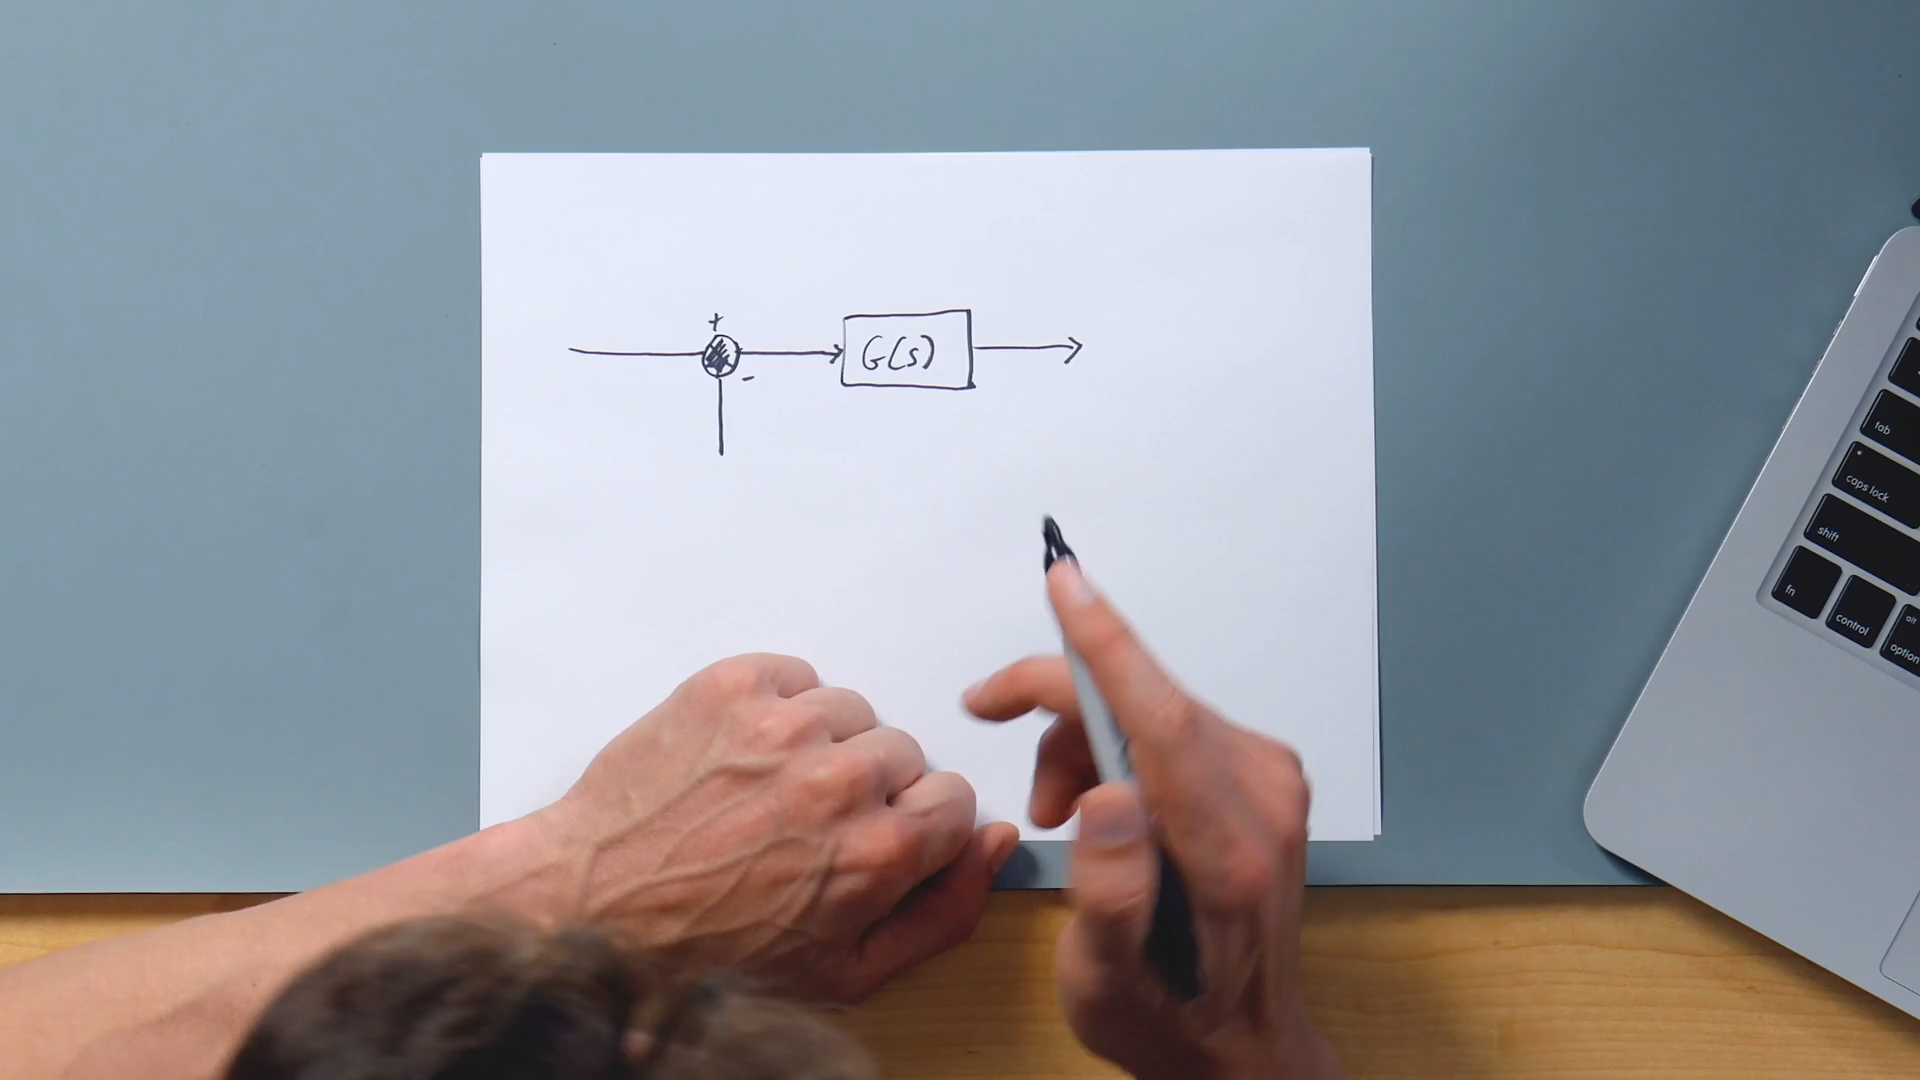 +
G(s)
-
tab
caps lock
shift
fn
control
alt
option